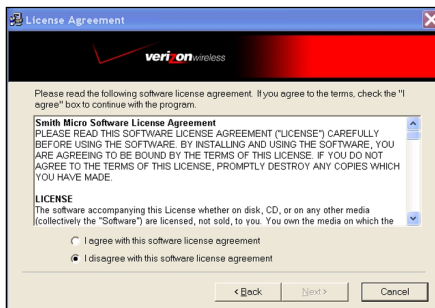 License Agreement
verizonwireless
Please read the following software license agreement. If you agree to the terms, check the "I
agree" box to continue with the program.
Smith Micro Software License Agreement
PLEASE READ THIS SOFTWARE LICENSE AGREEMENT ("LICENSE") CAREFULLY
BEFORE USING THE SOFTWARE. BY INSTALLING AND USING THE SOFTWARE, YOU
ARE AGREEING TO BE BOUND BY THE TERMS OF THIS LICENSE. IF YOU DO NOT
AGREE TO THE TERMS OF THIS LICENSE, PROMPTLY DESTROY ANY COPIES WHICH
YOU HAVE MADE.
LICENSE
The software accompanying this License whether on disk, CD, or on any other media
(collectively the "Software") are licensed, not sold, to you. You own the media on which the
I agree with this software license agreement
I disagree with this software license agreement
< Back
Next >
Cancel